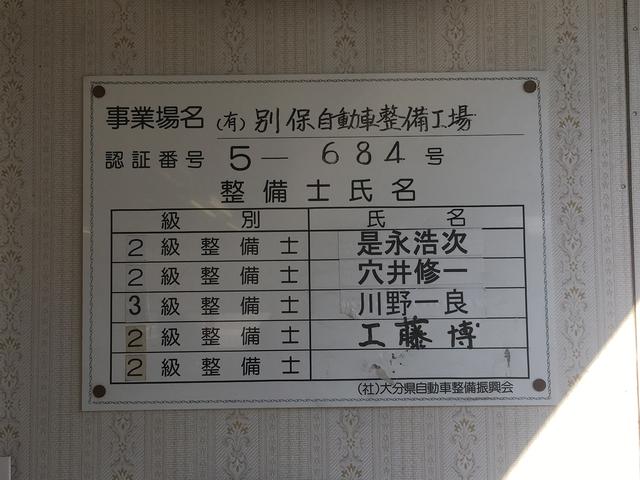 事業場名 (有) 別保自動車整備工場
認証番号 5－684号
整備士氏名
級別 氏名
2級整備士 是永浩次
2級整備士 穴井修一
3級整備士 川野一良
2級整備士 工藤博
2級整備士
(社)大分県自動車整備振興会